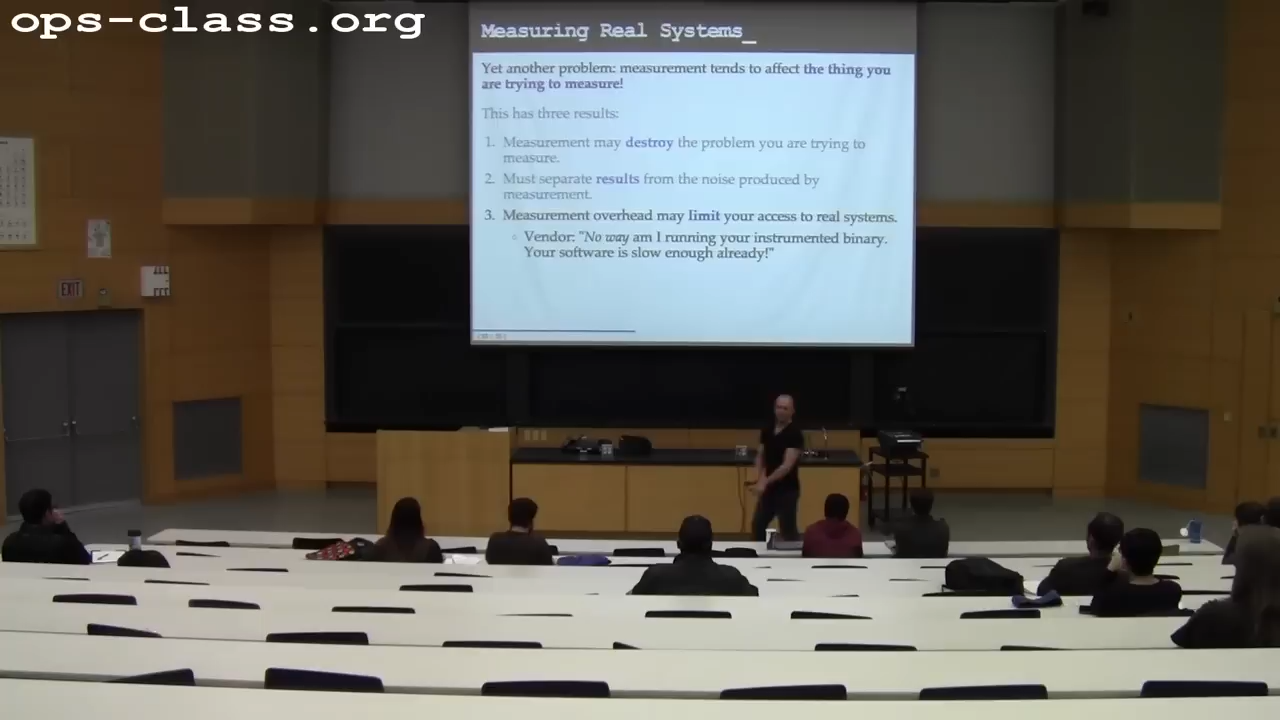 ops-class.org
Measuring Real Systems_
Yet another problem: measurement tends to affect the thing you
are trying to measure!
This has three results:
1. Measurement may destroy the problem you are trying to
measure.
2. Must separate results from the noise produced by
measurement.
3. Measurement overhead may limit your access to real systems.
◦ Vendor: "No way am I running your instrumented binary.
Your software is slow enough already!"
EXIT